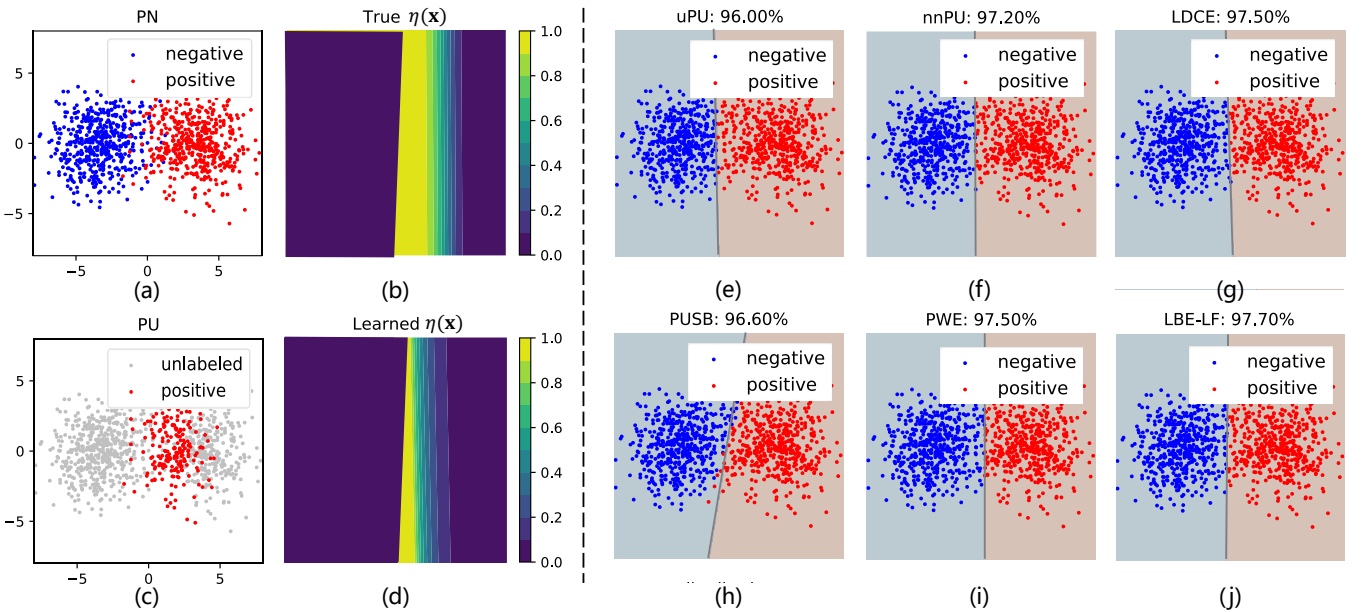 PN
negative
positive
5
0
−5
−5
0
5
(a)
True η(x)
1.0
0.8
0.6
0.4
0.2
0.0
(b)
PU
unlabeled
positive
5
0
−5
−5
0
5
(c)
Learned η(x)
1.0
0.8
0.6
0.4
0.2
0.0
(d)
uPU: 96.00%
negative
positive
(e)
nnPU: 97.20%
negative
positive
(f)
LDCE: 97.50%
negative
positive
(g)
PUSB: 96.60%
negative
positive
(h)
PWE: 97.50%
negative
positive
(i)
LBE-LF: 97.70%
negative
positive
(j)